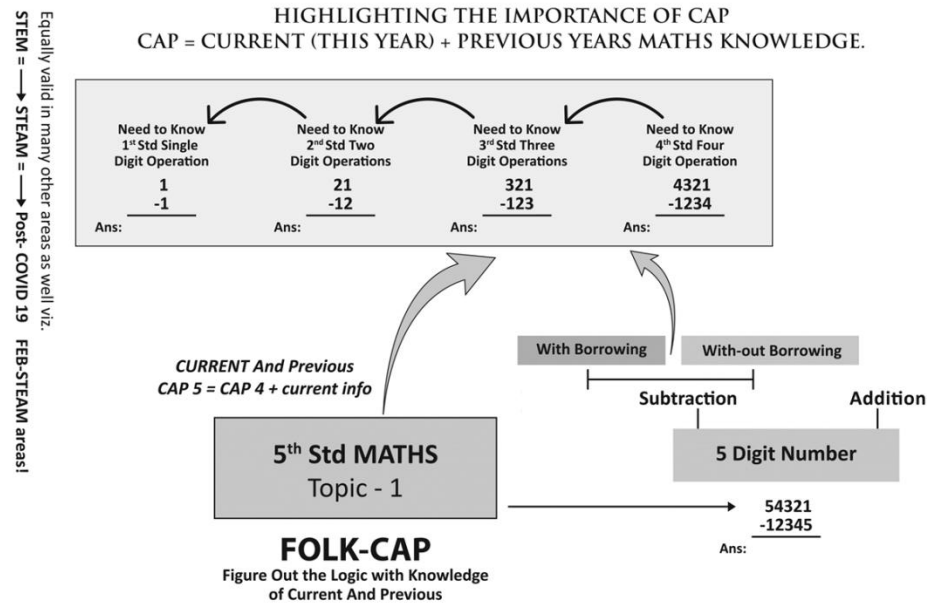 HIGHLIGHTING THE IMPORTANCE OF CAP
CAP = CURRENT (THIS YEAR) + PREVIOUS YEARS MATHS KNOWLEDGE.
Equally valid in many other areas as well viz.
STEM = → STEAM = → Post- COVID 19 FEB-STEAM areas!
Need to Know
1st Std Single
Digit Operation
1
-1
Ans:
Need to Know
2nd Std Two
Digit Operations
21
-12
Ans:
Need to Know
3rd Std Three
Digit Operations
321
-123
Ans:
Need to Know
4th Std Four
Digit Operation
4321
-1234
Ans:
With Borrowing
With-out Borrowing
Subtraction
Addition
5 Digit Number
54321
-12345
Ans:
CURRENT And Previous
CAP 5 = CAP 4 + current info
5th Std MATHS
Topic - 1
FOLK-CAP
Figure Out the Logic with Knowledge
of Current And Previous